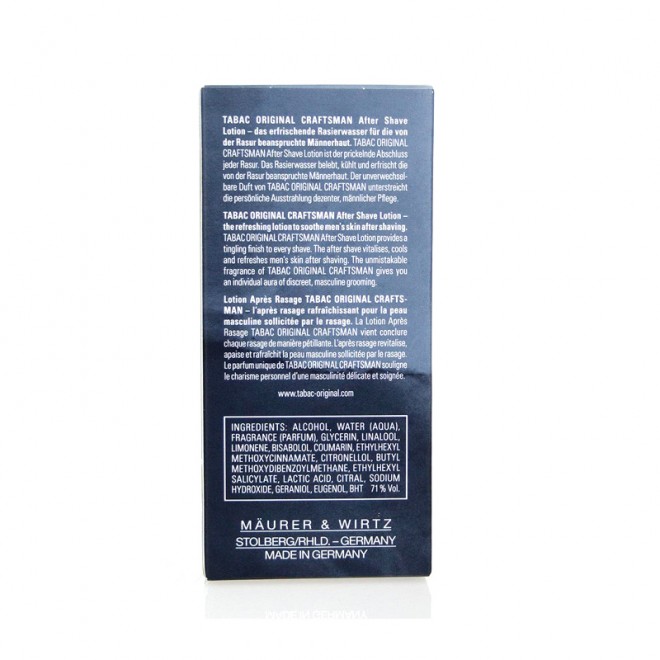 TABAC ORIGINAL CRAFTSMAN After Shave
Lotion – das erfrischende Rasierwasser für die von
der Rasur beanspruchte Männerhaut. TABAC ORIGINAL
CRAFTSMAN After Shave Lotion ist der prickelnde Abschluss
jeder Rasur. Das Rasierwasser belebt, kühlt und erfrischt die
von der Rasur beanspruchte Männerhaut. Der unverwechsel-
bare Duft von TABAC ORIGINAL CRAFTSMAN unterstreicht
die persönliche Ausstrahlung dezenter, männlicher Pflege.
TABAC ORIGINAL CRAFTSMAN After Shave Lotion –
the refreshing lotion to soothe men's skin after shaving.
TABAC ORIGINAL CRAFTSMAN After Shave Lotion provides a
tingling finish to every shave. The after shave vitalises, cools
and refreshes men's skin after shaving. The unmistakable
fragrance of TABAC ORIGINAL CRAFTSMAN gives you
an individual aura of discreet, masculine grooming.
Lotion Après Rasage TABAC ORIGINAL CRAFTS-
MAN – l'après rasage rafraîchissant pour la peau
masculine sollicitée par le rasage. La Lotion Après
Rasage TABAC ORIGINAL CRAFTSMAN vient conclure
chaque rasage de manière pétillante. L'après rasage revitalise,
apaise et rafraîchit la peau masculine sollicitée par le rasage.
Le parfum unique de TABAC ORIGINAL CRAFTSMAN souligne
le charisme personnel d'une masculinité délicate et soignée.
www.tabac-original.com
INGREDIENTS: ALCOHOL, WATER (AQUA),
FRAGRANCE (PARFUM), GLYCERIN, LINALOOL,
LIMONENE, BISABOLOL, COUMARIN, ETHYLHEXYL
METHOXYCINNAMATE, CITRONELLOL, BUTYL
METHOXYDIBENZOYLMETHANE, ETHYLHEXYL
SALICYLATE, LACTIC ACID, CITRAL, SODIUM
HYDROXIDE, GERANIOL, EUGENOL, BHT 71 % Vol.
MÄURER & WIRTZ
STOLBERG/RHLD. – GERMANY
MADE IN GERMANY